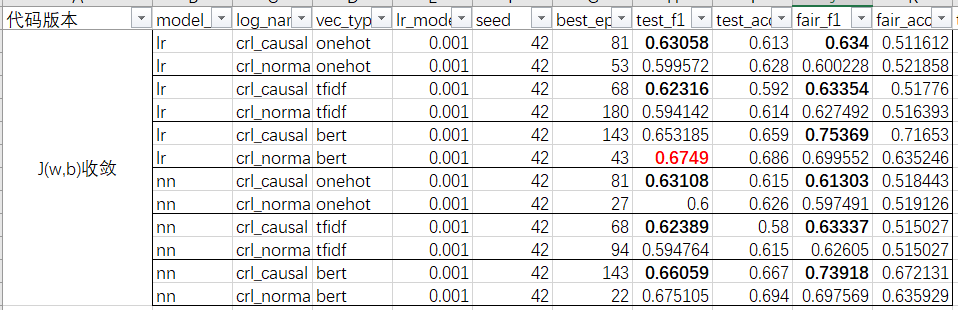 代码版本 model_ log_nar vec_typ lr_mode seed best_ep test_f1 test_acc fair_f1 fair_acc
lr crl_causal onehot 0.001 42 81 0.63058 0.613 0.634 0.511612
lr crl_norma onehot 0.001 42 53 0.599572 0.628 0.600228 0.521858
lr crl_causal tfidf 0.001 42 68 0.62316 0.592 0.63354 0.51776
lr crl_norma tfidf 0.001 42 180 0.594142 0.614 0.627492 0.516393
lr crl_causal bert 0.001 42 143 0.653185 0.659 0.75369 0.71653
J(w,b)收敛
lr crl_norma bert 0.001 42 43 0.6749 0.686 0.699552 0.635246
nn crl_causal onehot 0.001 42 81 0.63108 0.615 0.61303 0.518443
nn crl_norma onehot 0.001 42 27 0.6 0.626 0.597491 0.519126
nn crl_causal tfidf 0.001 42 68 0.62389 0.58 0.63337 0.515027
nn crl_norma tfidf 0.001 42 94 0.594764 0.615 0.62605 0.515027
nn crl_causal bert 0.001 42 143 0.66059 0.667 0.73918 0.672131
nn crl_norma bert 0.001 42 22 0.675105 0.694 0.697569 0.635929